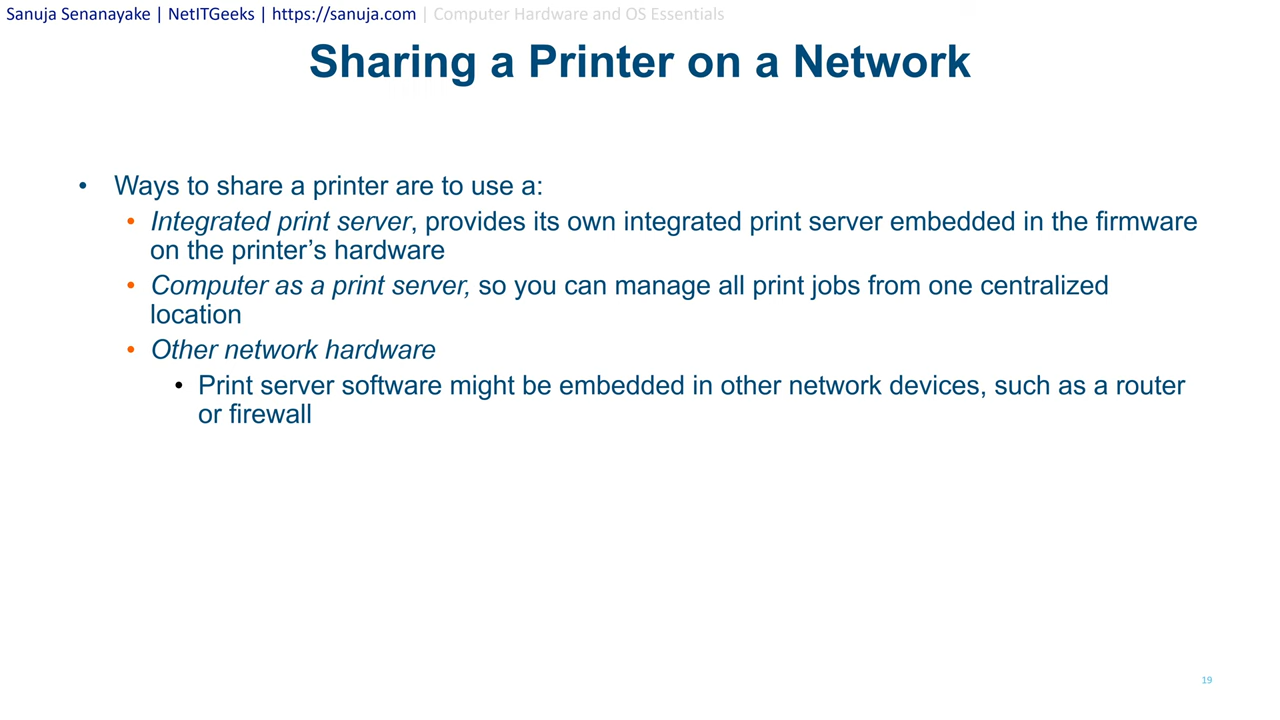 Sanuja Senanayake | NetITGeeks | https://sanuja.com | Computer Hardware and OS Essentials
Sharing a Printer on a Network
• Ways to share a printer are to use a:
• Integrated print server, provides its own integrated print server embedded in the firmware
on the printer’s hardware
• Computer as a print server, so you can manage all print jobs from one centralized
location
• Other network hardware
• Print server software might be embedded in other network devices, such as a router
or firewall
19